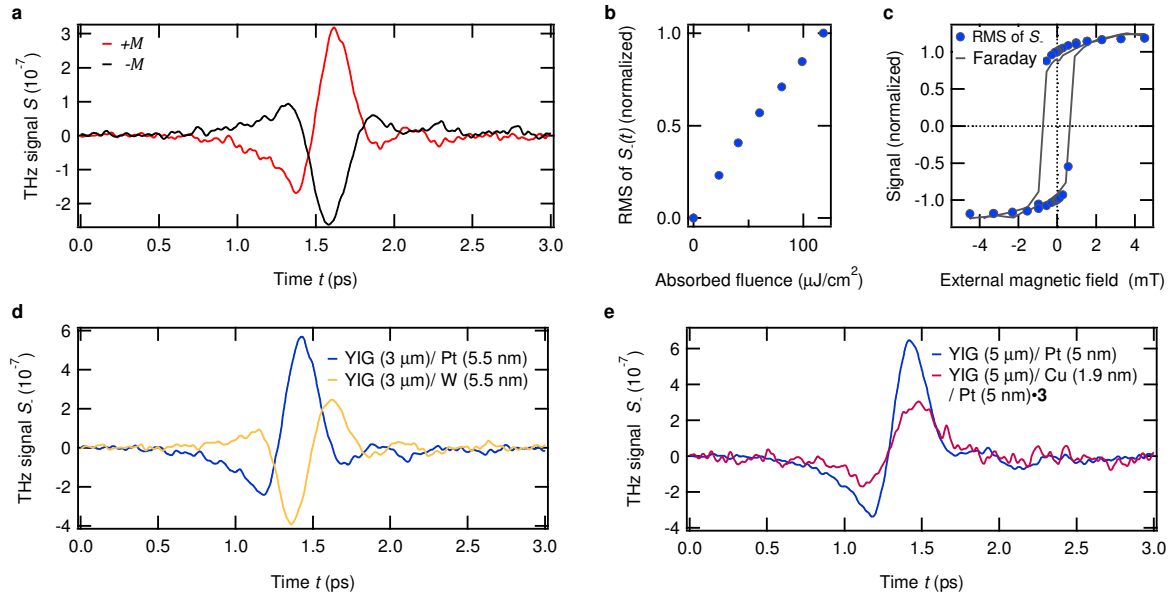 a
THz signal S (10⁻⁷)
3
2
1
0
-1
-2
+M
-M
0.0 0.5 1.0 1.5 2.0 2.5 3.0
Time t (ps)
b
RMS of S₋(t) (normalized)
1.0
0.5
0.0
0 100
Absorbed fluence (μJ/cm²)
c
Signal (normalized)
1.0
0.5
0.0
-0.5
-1.0
RMS of S₋
Faraday
-4 -2 0 2 4
External magnetic field (mT)
d
THz signal S₋ (10⁻⁷)
6
4
2
0
-2
-4
YIG (3 μm)/ Pt (5.5 nm)
YIG (3 μm)/ W (5.5 nm)
0.0 0.5 1.0 1.5 2.0 2.5 3.0
Time t (ps)
e
THz signal S₋ (10⁻⁷)
6
4
2
0
-2
-4
YIG (5 μm)/ Pt (5 nm)
YIG (5 μm)/ Cu (1.9 nm)
/ Pt (5 nm)•3
0.0 0.5 1.0 1.5 2.0 2.5 3.0
Time t (ps)